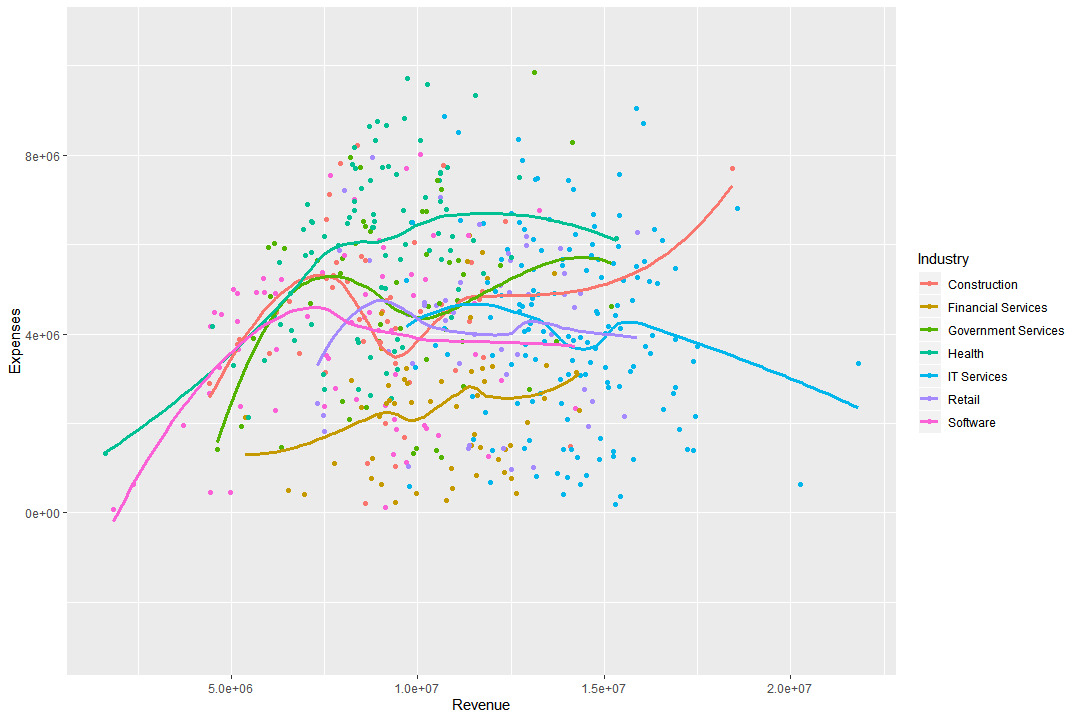 8e+06
4e+06
0e+00
Expenses
5.0e+06
1.0e+07
1.5e+07
2.0e+07
Revenue
Industry
Construction
Financial Services
Government Services
Health
IT Services
Retail
Software